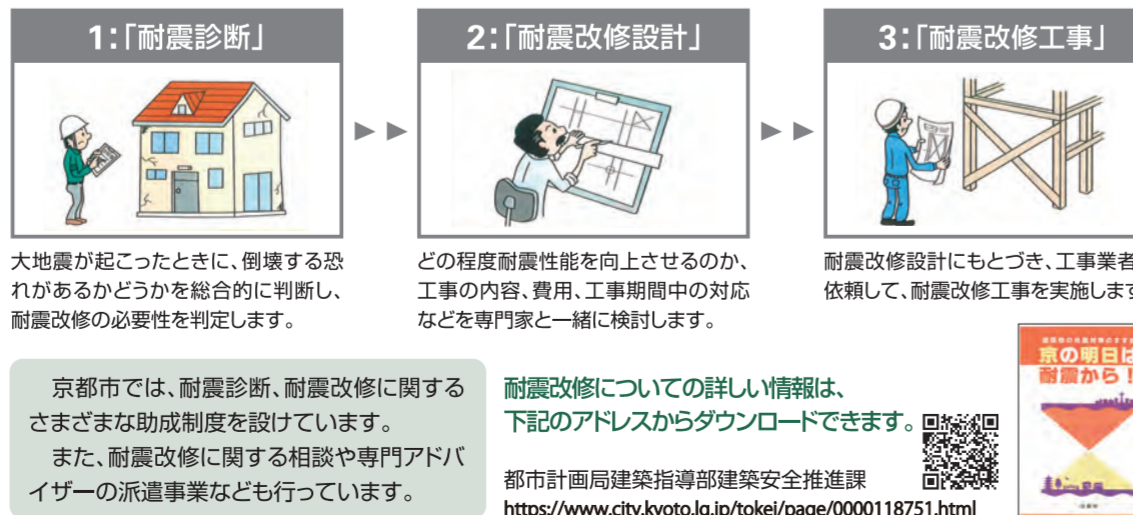 1:「耐震診断」
大地震が起こったときに、倒壊する恐
れがあるかどうかを総合的に判断し、
耐震改修の必要性を判定します。
2:「耐震改修設計」
どの程度耐震性能を向上させるのか、
工事の内容、費用、工事期間中の対応
などを専門家と一緒に検討します。
3:「耐震改修工事」
耐震改修設計にもとづき、工事業者
依頼して、耐震改修工事を実施します
京都市では、耐震診断、耐震改修に関する
さまざまな助成制度を設けています。
また、耐震改修に関する相談や専門アドバ
イザーの派遣事業なども行っています。
耐震改修についての詳しい情報は、
下記のアドレスからダウンロードできます。
都市計画局建築指導部建築安全推進課
https://www.city.kyoto.lg.jp/tokei/page/0000118751.html
京の明日は
耐震から!